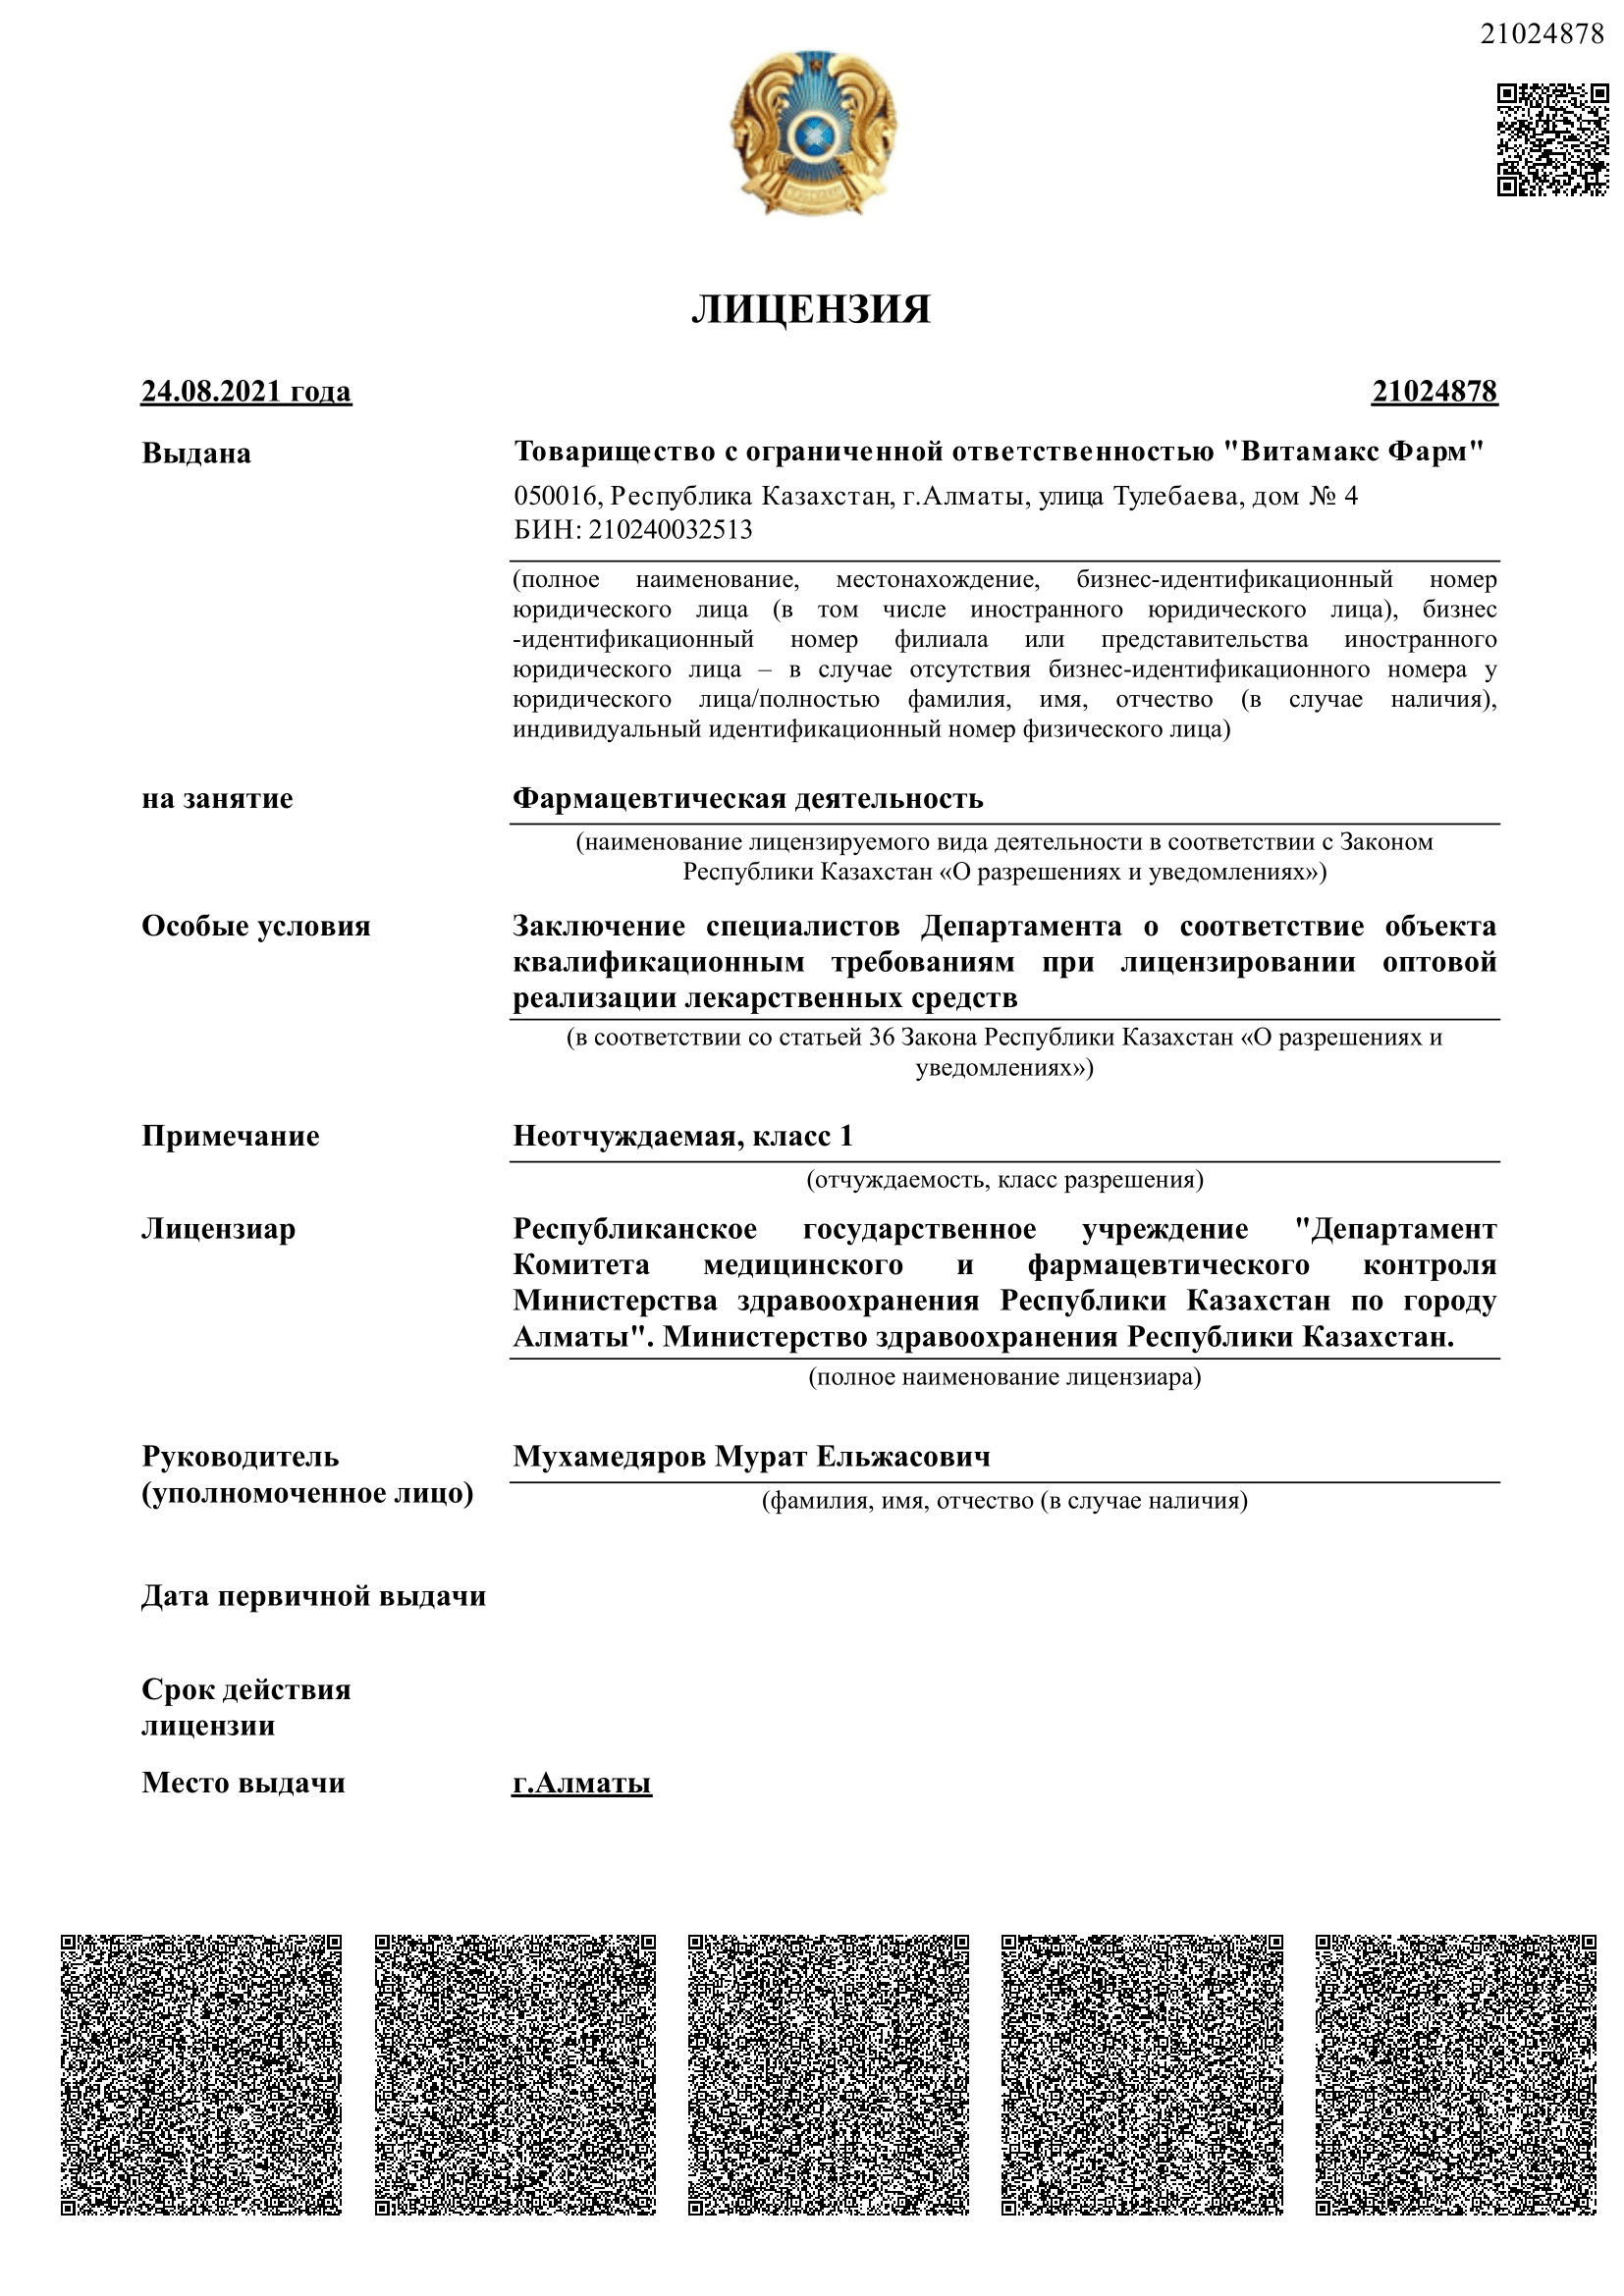 21024878
ЛИЦЕНЗИЯ
24.08.2021 года
21024878
Выдана
Товарищество с ограниченной ответственностью "Витамакс Фарм"
050016, Республика Казахстан, г.Алматы, улица Тулебаева, дом № 4
БИН: 210240032513
(полное наименование, местонахождение, бизнес-идентификационный номер
юридического лица (в том числе иностранного юридического лица), бизнес
-идентификационный номер филиала или представительства иностранного
юридического лица – в случае отсутствия бизнес-идентификационного номера у
юридического лица/полностью фамилия, имя, отчество (в случае наличия),
индивидуальный идентификационный номер физического лица)
на занятие
Фармацевтическая деятельность
(наименование лицензируемого вида деятельности в соответствии с Законом
Республики Казахстан «О разрешениях и уведомлениях»)
Особые условия
Заключение специалистов Департамента о соответствие объекта
квалификационным требованиям при лицензировании оптовой
реализации лекарственных средств
(в соответствии со статьей 36 Закона Республики Казахстан «О разрешениях и
уведомлениях»)
Примечание
Неотчуждаемая, класс 1
(отчуждаемость, класс разрешения)
Лицензиар
Республиканское государственное учреждение "Департамент
Комитета медицинского и фармацевтического контроля
Министерства здравоохранения Республики Казахстан по городу
Алматы". Министерство здравоохранения Республики Казахстан.
(полное наименование лицензиара)
Руководитель
(уполномоченное лицо)
Мухамедяров Мурат Ельжасович
(фамилия, имя, отчество (в случае наличия)
Дата первичной выдачи
Срок действия
лицензии
Место выдачи
г.Алматы